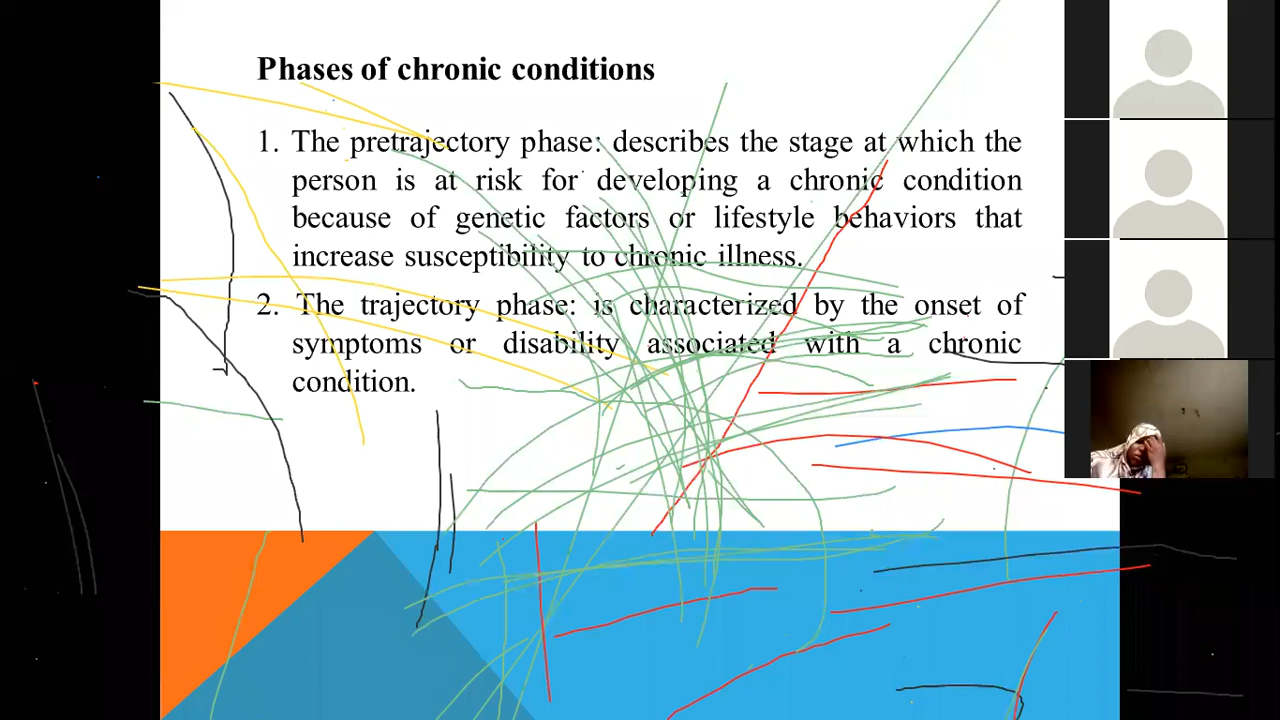 Phases of chronic conditions
1. The pretrajectory phase: describes the stage at which the
person is at risk for developing a chronic condition
because of genetic factors or lifestyle behaviors that
increase susceptibility to chronic illness.
2. The trajectory phase: is characterized by the onset of
symptoms or disability associated with a chronic
condition.